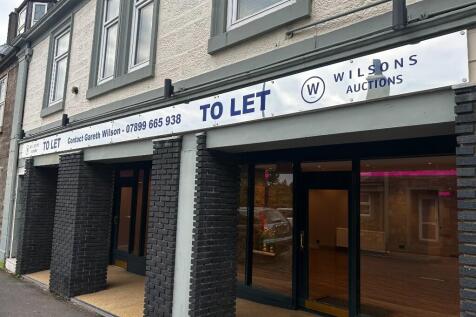 TO LET Contact Gareth Wilson - 07899 665 938 TO LET
W WILSONS
AUCTIONS